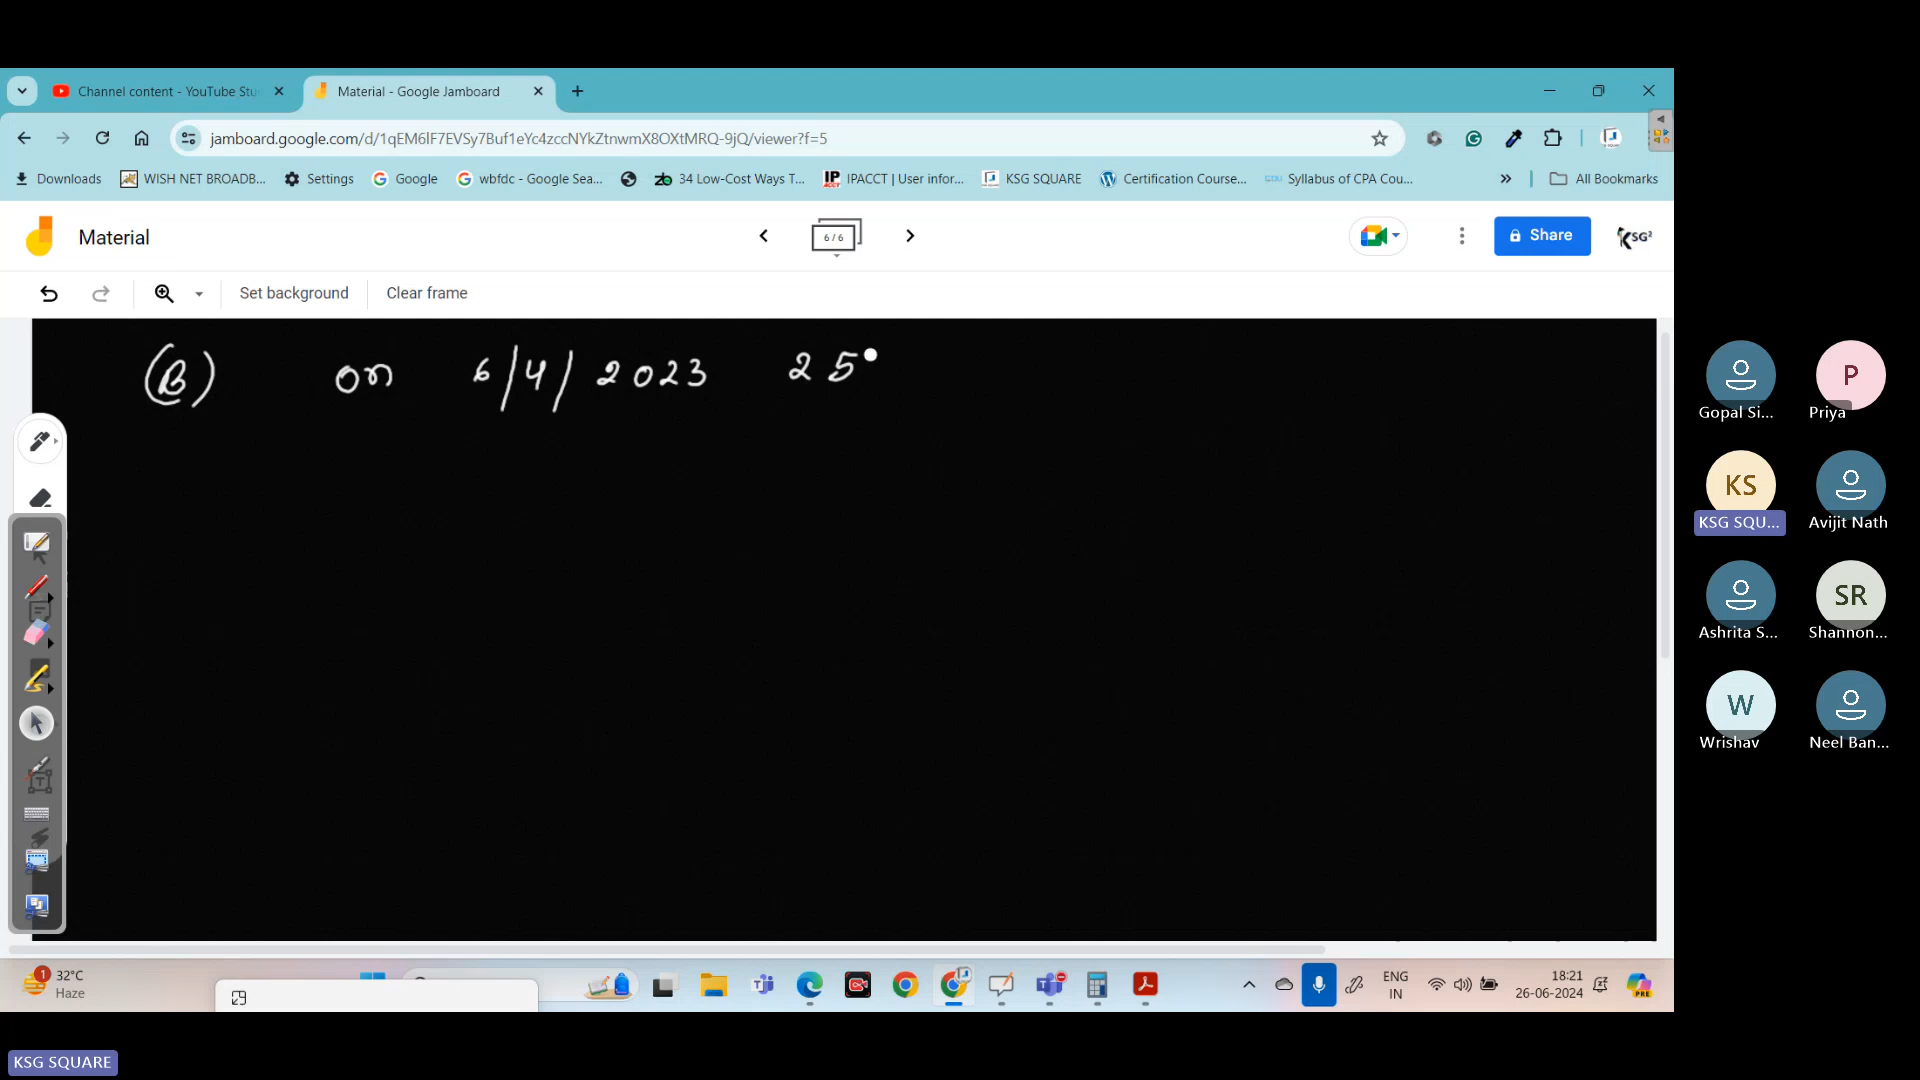 Channel content - YouTube Stu
Material - Google Jamboard
jamboard.google.com/d/1qEM6lF7EVSy7Buf1eYc4zccNYkZtnwmX8OXtMRQ-9jQ/viewer?f=5
Downloads WISH NET BROADB... Settings Google wbfdc - Google Sea... 34 Low-Cost Ways T... IPACCT | User infor... KSG SQUARE Certification Course... Syllabus of CPA Cou... » All Bookmarks
Material 6 / 6 Share KSG²
Set background Clear frame
(B) on 6/4/2023 25
Gopal Si... Priya
KS
KSG SQU... Avijit Nath
SR
Ashrita S... Shannon...
W
Wrishav Neel Ban...
P
1 32°C
Haze
ENG
IN
18:21
26-06-2024
PRE
KSG SQUARE